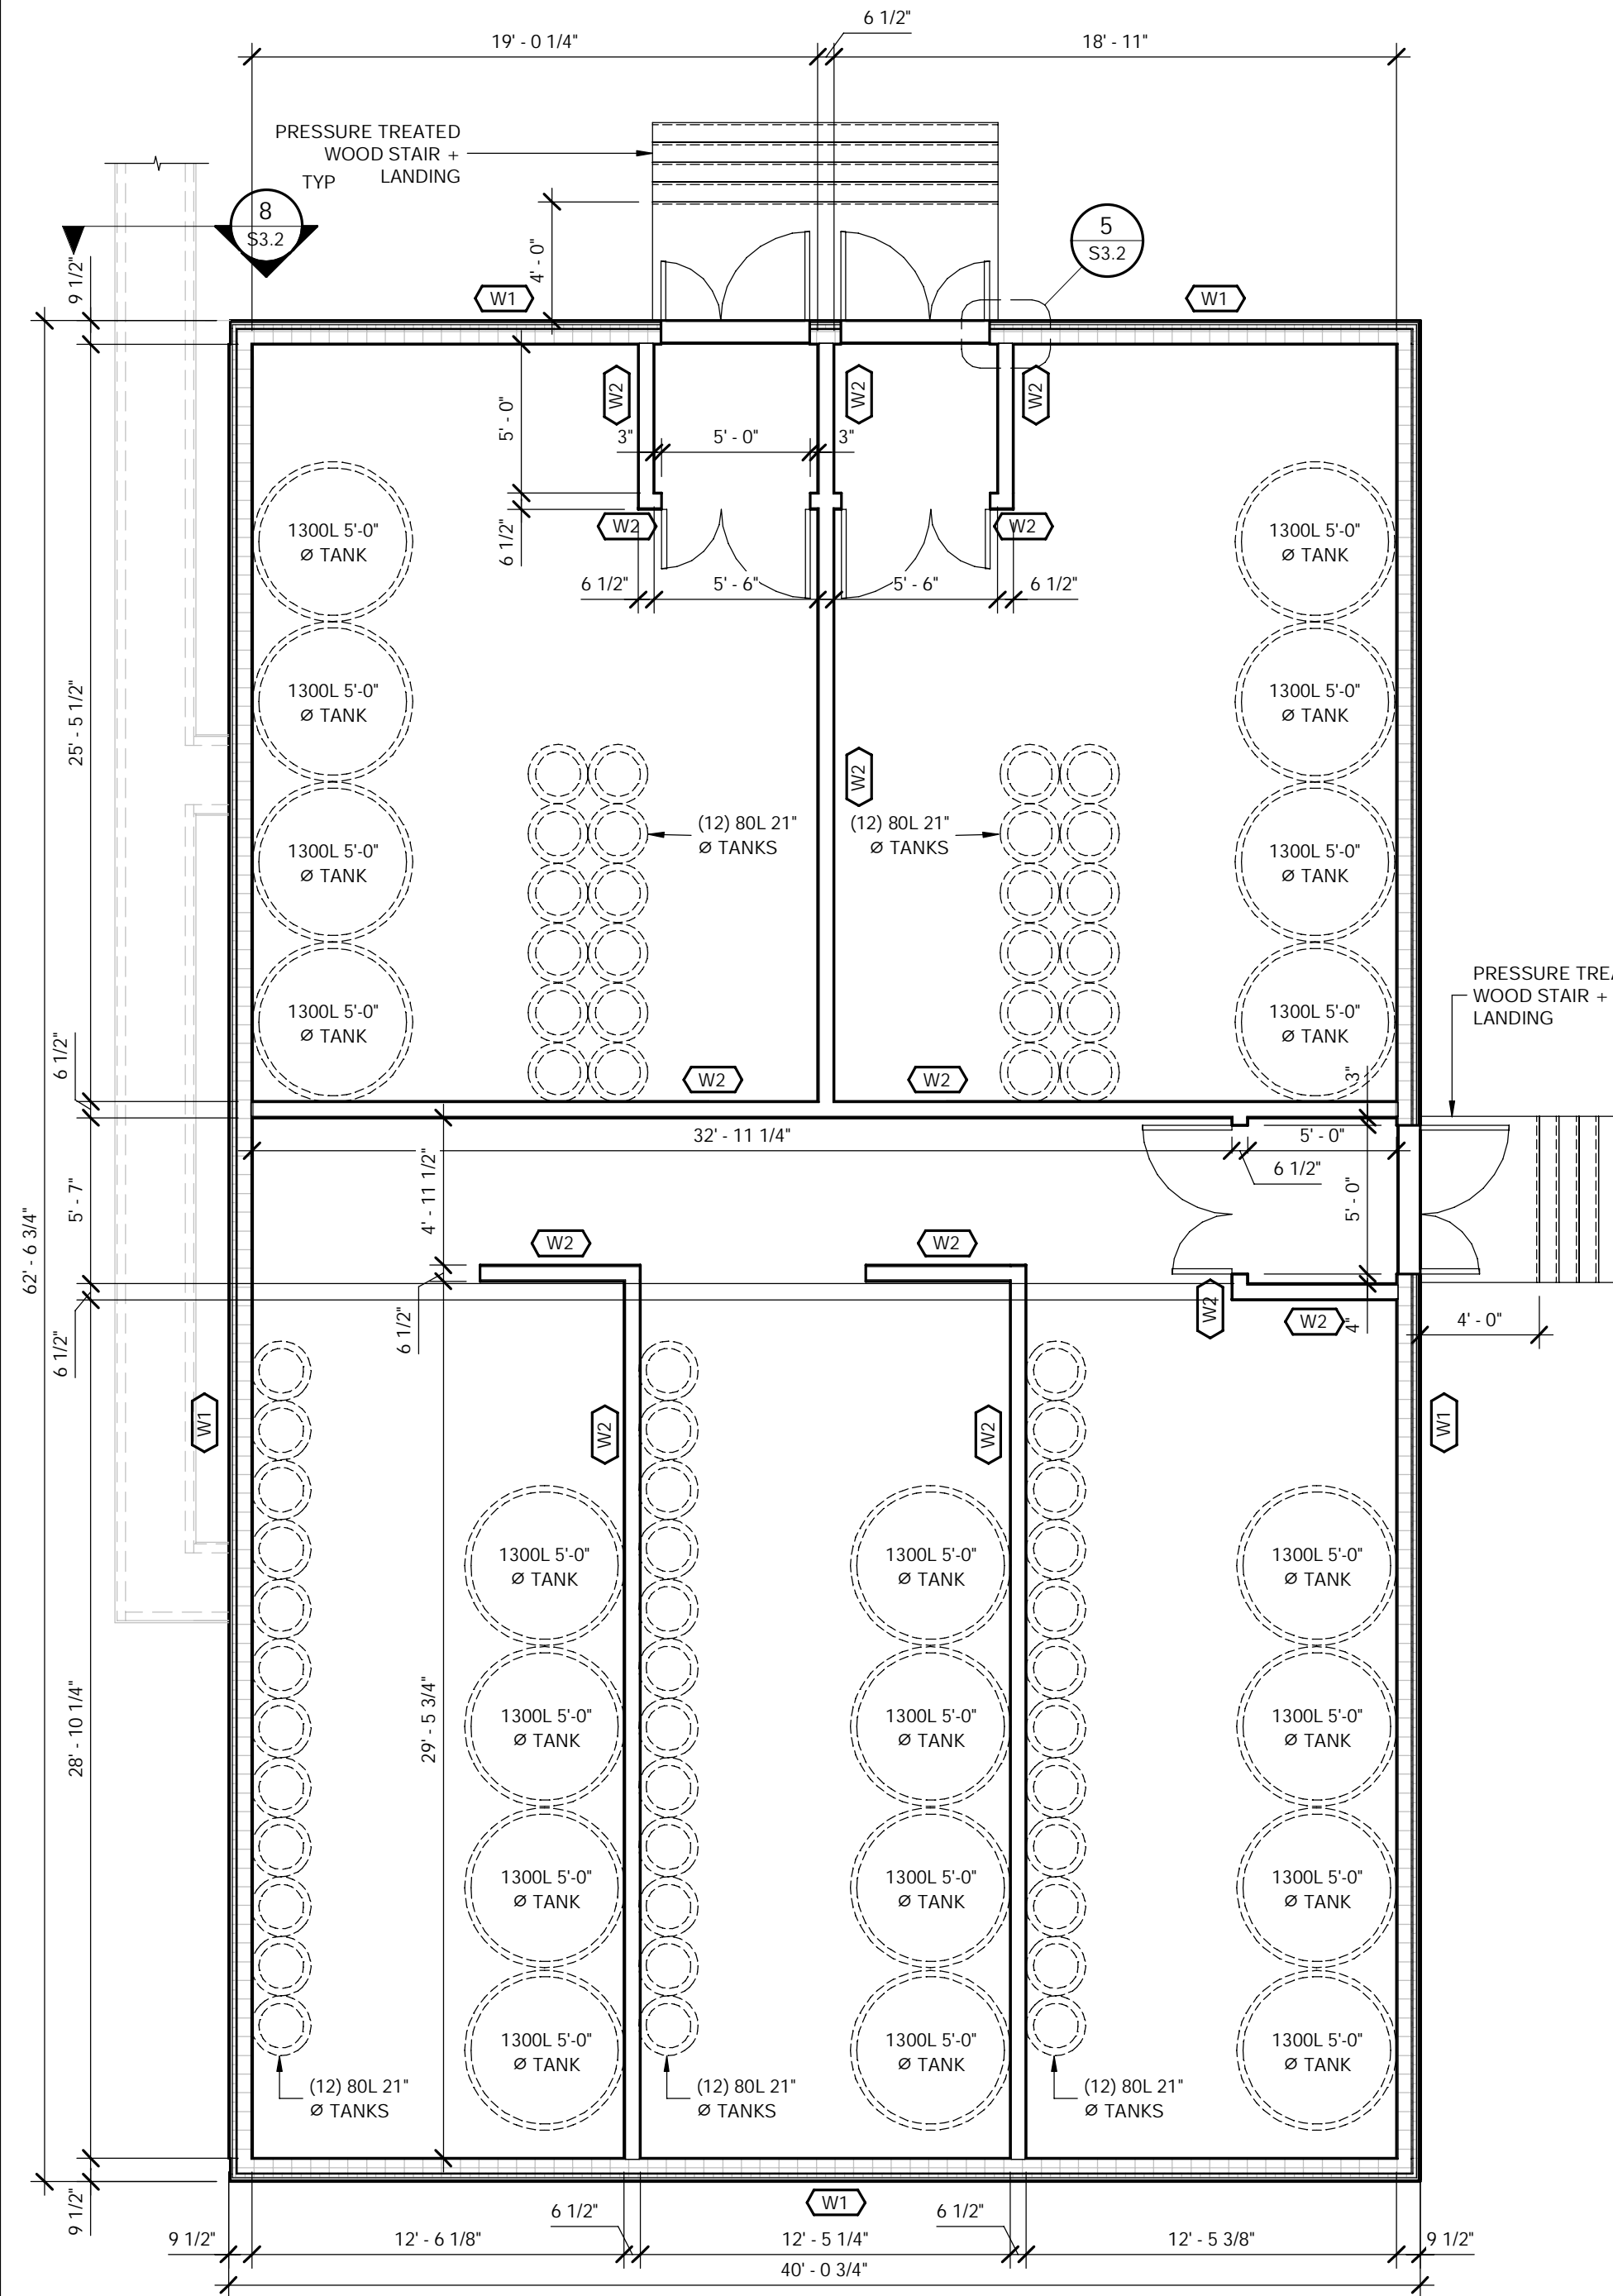 6 1/2"
19' - 0 1/4"
18' - 11"
PRESSURE TREATED
WOOD STAIR +
LANDING
TYP
8
S3.2
5
S3.2
9 1/2"
4' - 0"
W1
W1
W2
W2
W2
5' - 0"
3"
5' - 0"
3"
W2
W2
6 1/2"
6 1/2"
5' - 6"
5' - 6"
6 1/2"
1300L 5'-0"
Ø TANK
1300L 5'-0"
Ø TANK
1300L 5'-0"
Ø TANK
1300L 5'-0"
Ø TANK
25' - 5 1/2"
W2
1300L 5'-0"
Ø TANK
1300L 5'-0"
Ø TANK
(12) 80L 21"
Ø TANKS
(12) 80L 21"
Ø TANKS
1300L 5'-0"
Ø TANK
1300L 5'-0"
Ø TANK
PRESSURE TREA
WOOD STAIR +
LANDING
6 1/2"
W2
W2
3"
32' - 11 1/4"
5' - 0"
6 1/2"
4' - 11 1/2"
5' - 7"
5' - 0"
62' - 6 3/4"
W2
W2
6 1/2"
6 1/2"
W2
W2
4"
4' - 0"
W1
W2
W2
W1
1300L 5'-0"
Ø TANK
1300L 5'-0"
Ø TANK
1300L 5'-0"
Ø TANK
28' - 10 1/4"
29' - 5 3/4"
1300L 5'-0"
Ø TANK
1300L 5'-0"
Ø TANK
1300L 5'-0"
Ø TANK
1300L 5'-0"
Ø TANK
1300L 5'-0"
Ø TANK
1300L 5'-0"
Ø TANK
1300L 5'-0"
Ø TANK
1300L 5'-0"
Ø TANK
1300L 5'-0"
Ø TANK
(12) 80L 21"
Ø TANKS
(12) 80L 21"
Ø TANKS
(12) 80L 21"
Ø TANKS
9 1/2"
W1
6 1/2"
6 1/2"
9 1/2"
12' - 6 1/8"
12' - 5 1/4"
12' - 5 3/8"
9 1/2"
40' - 0 3/4"